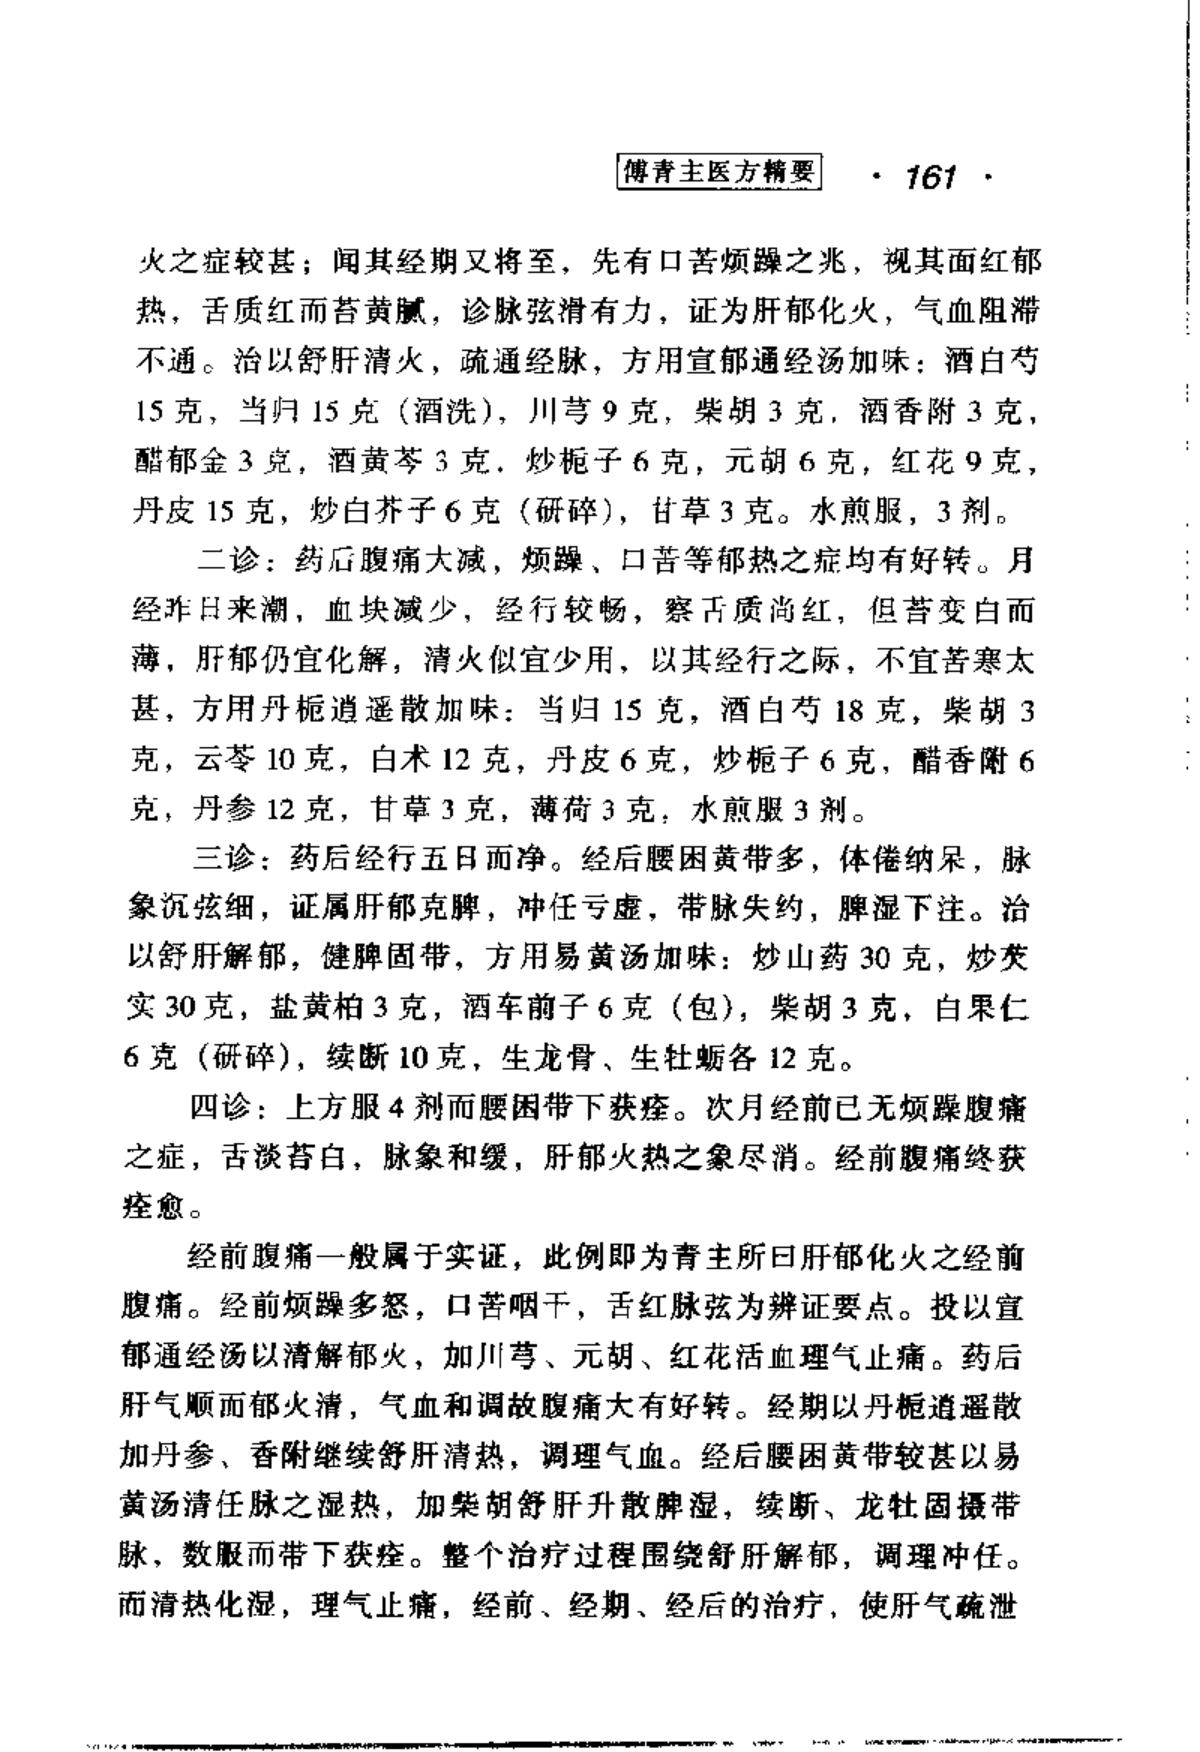 傅青主医方精要 · 161 ·
火之症较甚；闻其经期又将至，先有口苦烦躁之兆，视其面红郁
热，舌质红而苔黄腻，诊脉弦滑有力，证为肝郁化火，气血阻滞
不通。治以舒肝清火，疏通经脉，方用宣郁通经汤加味：酒白芍
15 克，当归 15 克（酒洗），川芎 9 克，柴胡 3 克，酒香附 3 克，
醋郁金 3 克，酒黄芩 3 克，炒栀子 6 克，元胡 6 克，红花 9 克，
丹皮 15 克，炒白芥子 6 克（研碎），甘草 3 克。水煎服，3 剂。
二诊：药后腹痛大减，烦躁、口苦等郁热之症均有好转。月
经昨日来潮，血块减少，经行较畅，察舌质尚红，但苔变白而
薄，肝郁仍宜化解，清火似宜少用，以其经行之际，不宜苦寒太
甚，方用丹栀逍遥散加味：当归 15 克，酒白芍 18 克，柴胡 3
克，云苓 10 克，白术 12 克，丹皮 6 克，炒栀子 6 克，醋香附 6
克，丹参 12 克，甘草 3 克，薄荷 3 克，水煎服 3 剂。
三诊：药后经行五日而净。经后腰困黄带多，体倦纳呆，脉
象沉弦细，证属肝郁克脾，冲任亏虚，带脉失约，脾湿下注。治
以舒肝解郁，健脾固带，方用易黄汤加味：炒山药 30 克，炒芡
实 30 克，盐黄柏 3 克，酒车前子 6 克（包），柴胡 3 克，白果仁
6 克（研碎），续断 10 克，生龙骨、生牡蛎各 12 克。
四诊：上方服 4 剂而腰困带下获痊。次月经前已无烦躁腹痛
之症，舌淡苔白，脉象和缓，肝郁火热之象尽消。经前腹痛终获
痊愈。
经前腹痛一般属于实证，此例即为青主所曰肝郁化火之经前
腹痛。经前烦躁多怒，口苦咽干，舌红脉弦为辨证要点。投以宣
郁通经汤以清解郁火，加川芎、元胡、红花活血理气止痛。药后
肝气顺而郁火清，气血和调故腹痛大有好转。经期以丹栀逍遥散
加丹参、香附继续舒肝清热，调理气血。经后腰困黄带较甚以易
黄汤清任脉之湿热，加柴胡舒肝升散脾湿，续断、龙牡固摄带
脉，数服而带下获痊。整个治疗过程围绕舒肝解郁，调理冲任。
而清热化湿，理气止痛，经前、经期、经后的治疗，使肝气疏泄